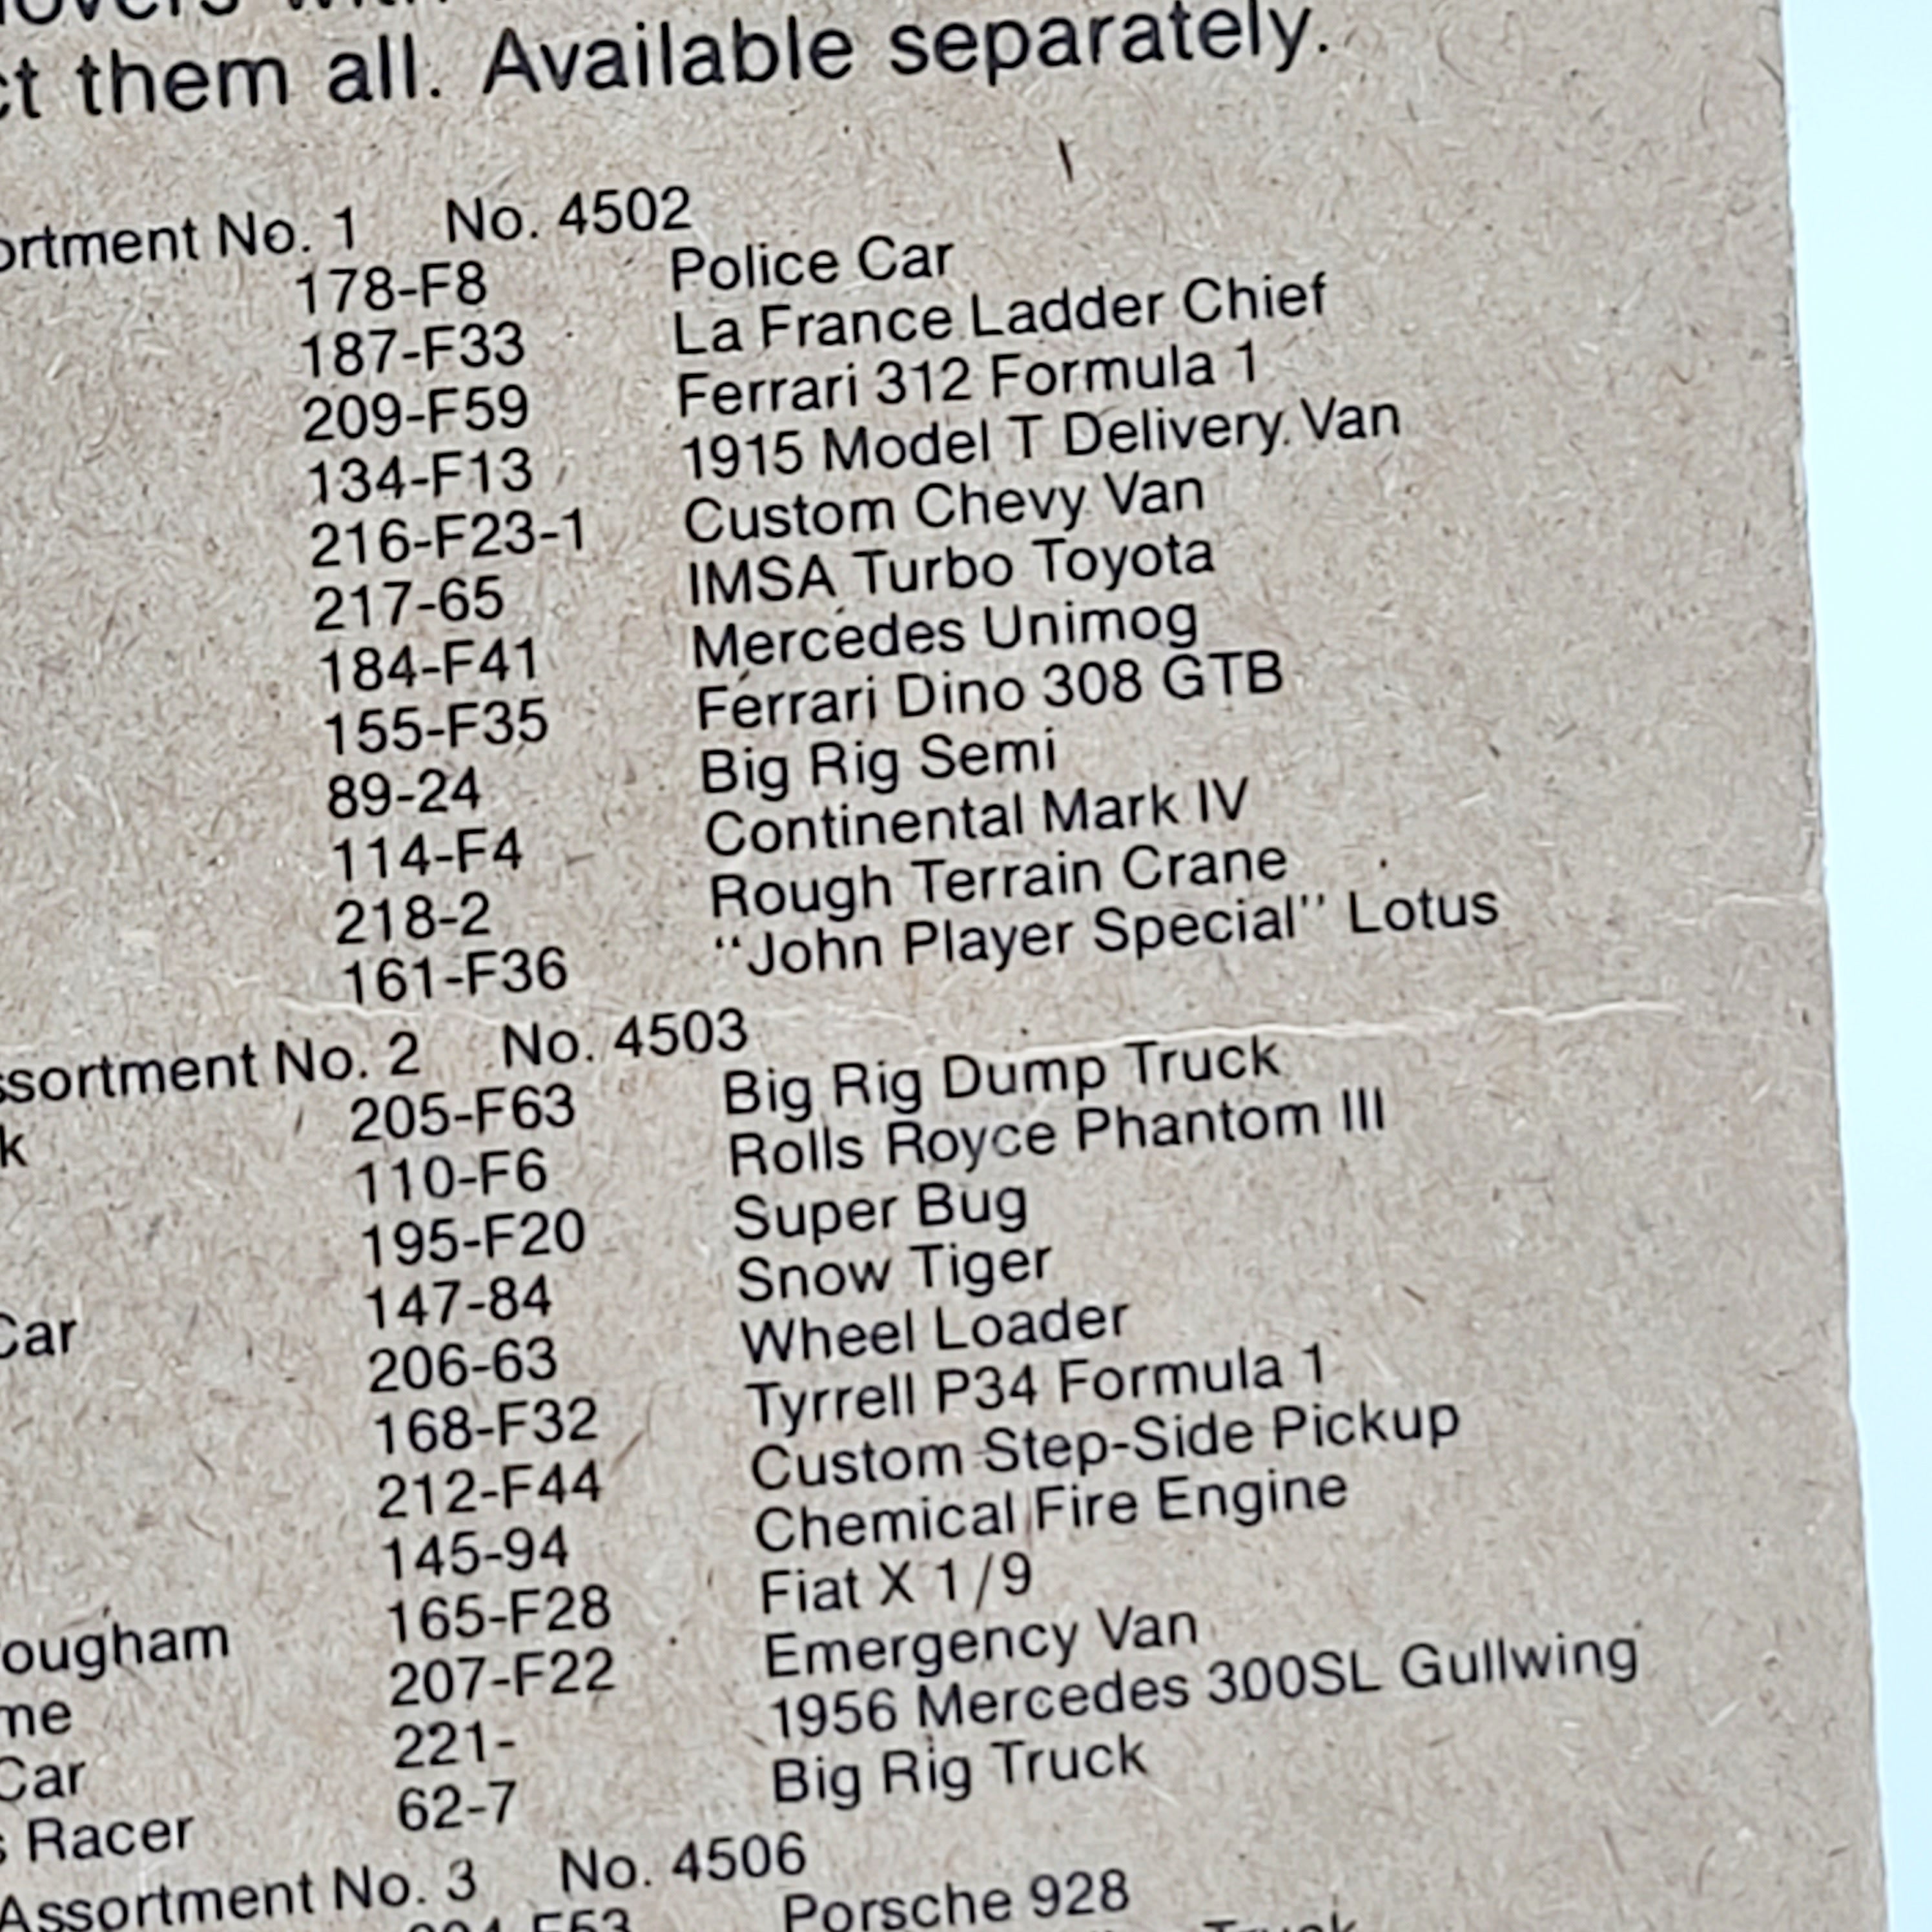 ct them all. Available separately.
ortment No. 1 No. 4502
178-F8 Police Car
187-F33 La France Ladder Chief
209-F59 Ferrari 312 Formula 1
134-F13 1915 Model T Delivery Van
216-F23-1 Custom Chevy Van
217-65 IMSA Turbo Toyota
184-F41 Mercedes Unimog
155-F35 Ferrari Dino 308 GTB
89-24 Big Rig Semi
114-F4 Continental Mark IV
218-2 Rough Terrain Crane
161-F36 "John Player Special" Lotus
ssortment No. 2 No. 4503
205-F63 Big Rig Dump Truck
k 110-F6 Rolls Royce Phantom III
195-F20 Super Bug
147-84 Snow Tiger
Car 206-63 Wheel Loader
168-F32 Tyrrell P34 Formula 1
212-F44 Custom Step-Side Pickup
145-94 Chemical Fire Engine
165-F28 Fiat X 1/9
ougham 207-F22 Emergency Van
me 221- 1956 Mercedes 300SL Gullwing
Car 62-7 Big Rig Truck
s Racer
Assortment No. 3 No. 4506
F53 Porsche 928
Truck